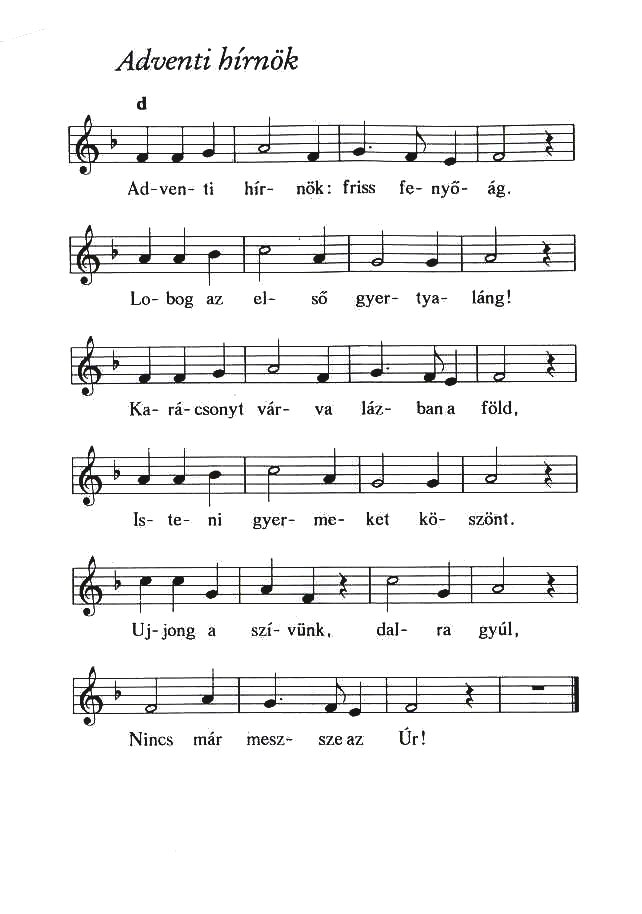 Adventi hírnök
d
Ad-ven-ti hír-nök: friss fe-nyő-ág.
Lo-bog az el-ső gyer-tya-láng!
Ka-rá-csonyt vár-va láz-ban a föld,
Is-te-ni gyer-me-ket kö-szönt.
Uj-jong a szí-vünk, dal-ra gyúl,
Nincs már mesz-sze az Úr!